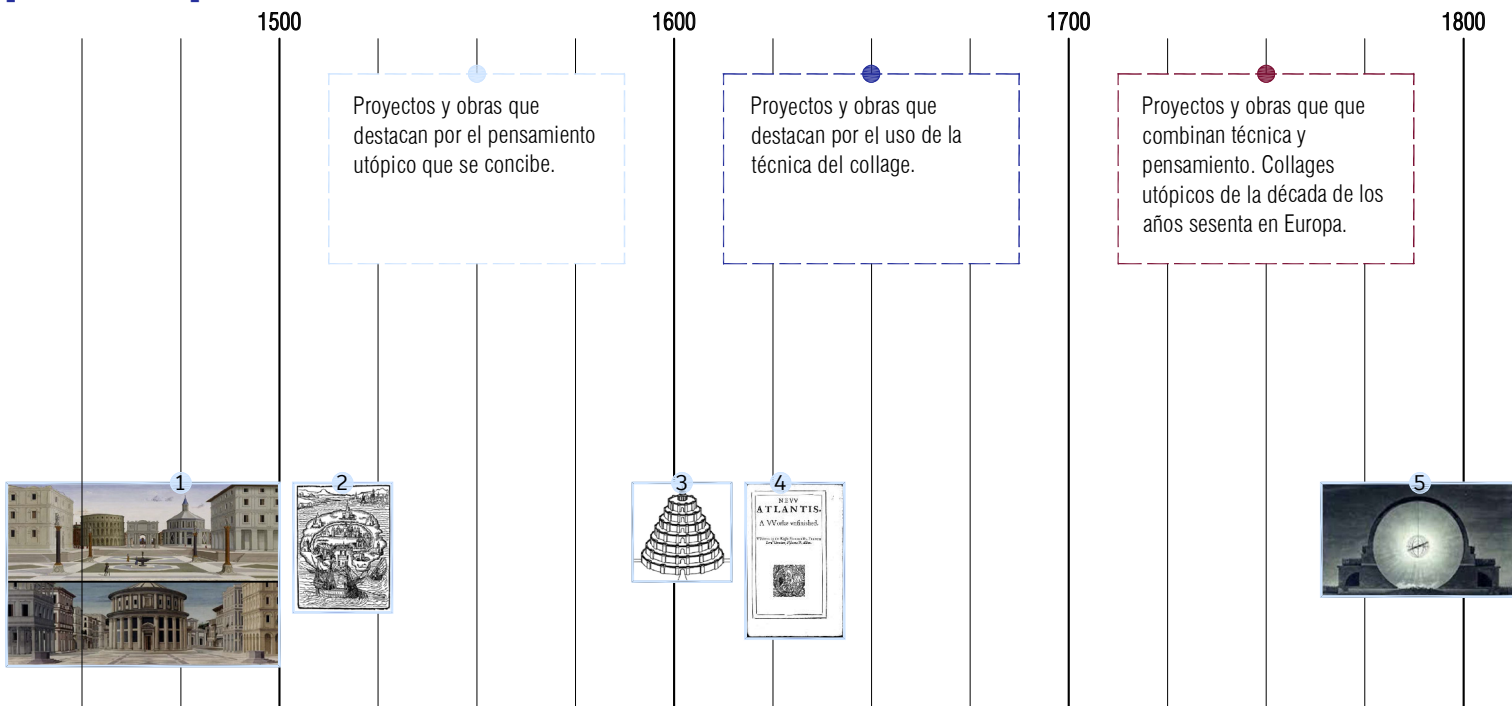 1500
1600
1700
1800
Proyectos y obras que
destacan por el pensamiento
utópico que se concibe.
Proyectos y obras que
destacan por el uso de la
técnica del collage.
Proyectos y obras que que
combinan técnica y
pensamiento. Collages
utópicos de la década de los
años sesenta en Europa.
1
2
3
4
5
NEVV
ATLANTIS.
A VVorke vnfinished.